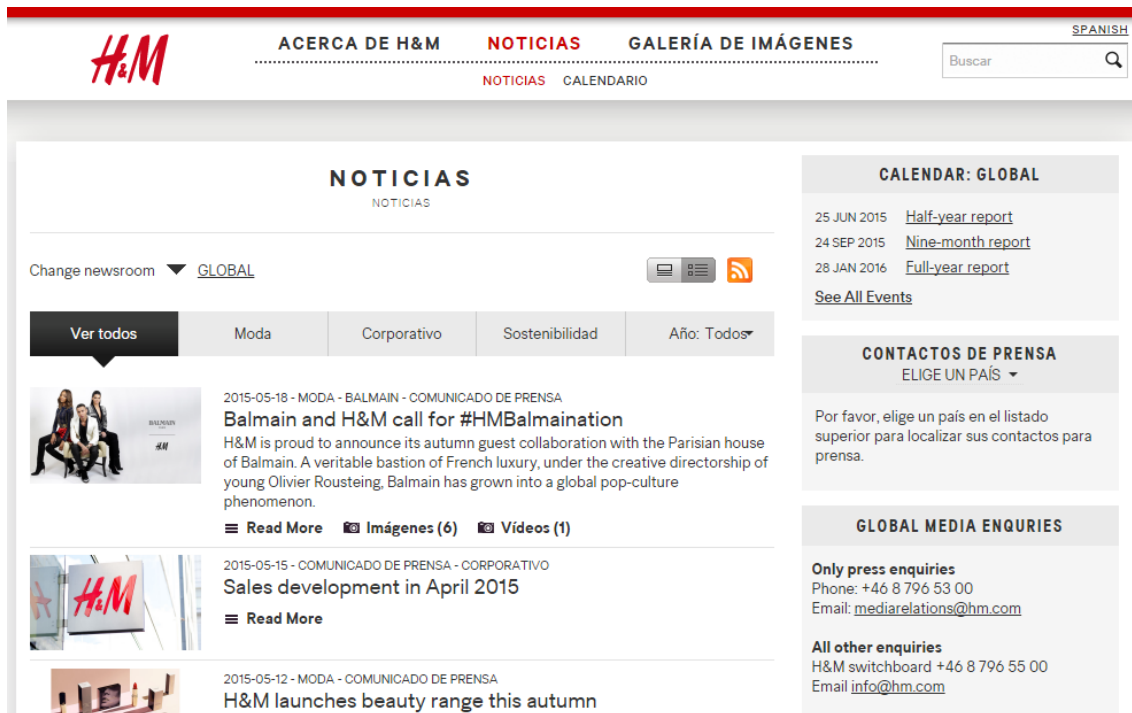 SPANISH
H&M
ACERCA DE H&M NOTICIAS GALERÍA DE IMÁGENES
Buscar
NOTICIAS CALENDARIO
NOTICIAS
NOTICIAS
Change newsroom GLOBAL
Ver todos Moda Corporativo Sostenibilidad Año: Todos
BALMAIN
H&M
2015-05-18 - MODA - BALMAIN - COMUNICADO DE PRENSA
Balmain and H&M call for #HMBalmaination
H&M is proud to announce its autumn guest collaboration with the Parisian house
of Balmain. A veritable bastion of French luxury, under the creative directorship of
young Olivier Rousteing, Balmain has grown into a global pop-culture
phenomenon.
Read More Imágenes (6) Vídeos (1)
H&M
2015-05-15 - COMUNICADO DE PRENSA - CORPORATIVO
Sales development in April 2015
Read More
2015-05-12 - MODA - COMUNICADO DE PRENSA
H&M launches beauty range this autumn
CALENDAR: GLOBAL
25 JUN 2015 Half-year report
24 SEP 2015 Nine-month report
28 JAN 2016 Full-year report
See All Events
CONTACTOS DE PRENSA
ELIGE UN PAÍS
Por favor, elige un país en el listado
superior para localizar sus contactos para
prensa.
GLOBAL MEDIA ENQURIES
Only press enquiries
Phone: +46 8 796 53 00
Email: mediarelations@hm.com
All other enquiries
H&M switchboard +46 8 796 55 00
Email info@hm.com